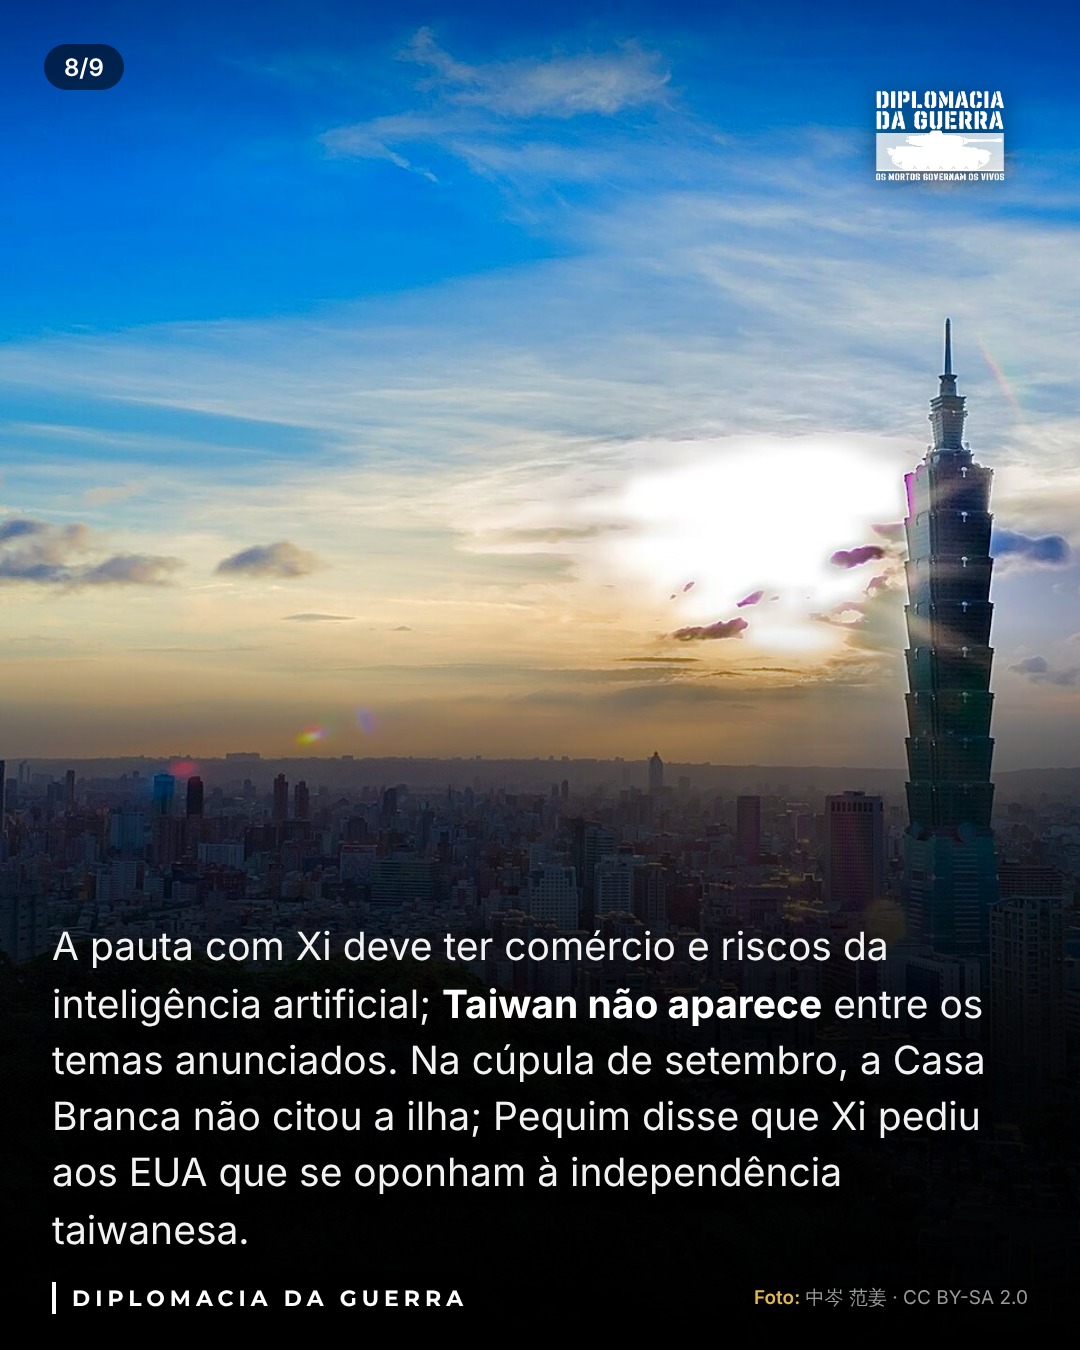 8/9
DIPLOMACIA
DA GUERRA
OS MORTOS GOVERNAM OS VIVOS
A pauta com Xi deve ter comércio e riscos da
inteligência artificial; Taiwan não aparece entre os
temas anunciados. Na cúpula de setembro, a Casa
Branca não citou a ilha; Pequim disse que Xi pediu
aos EUA que se oponham à independência
taiwanesa.
DIPLOMACIA DA GUERRA
Foto: 中岑 范姜 · CC BY-SA 2.0